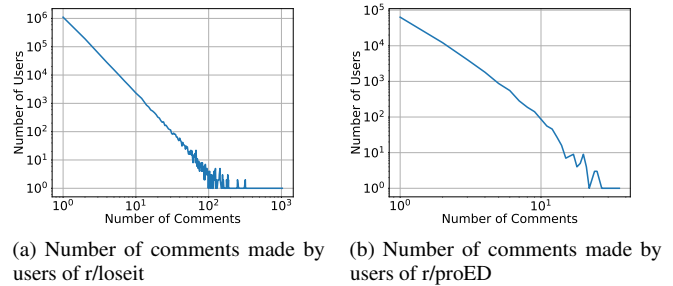 10^6
10^5
10^4
10^3
10^2
10^1
10^0
Number of Users
10^0 10^1 10^2 10^3
Number of Comments
(a) Number of comments made by
users of r/loseit
10^5
10^4
10^3
10^2
10^1
10^0
Number of Users
10^0 10^1
Number of Comments
(b) Number of comments made by
users of r/proED